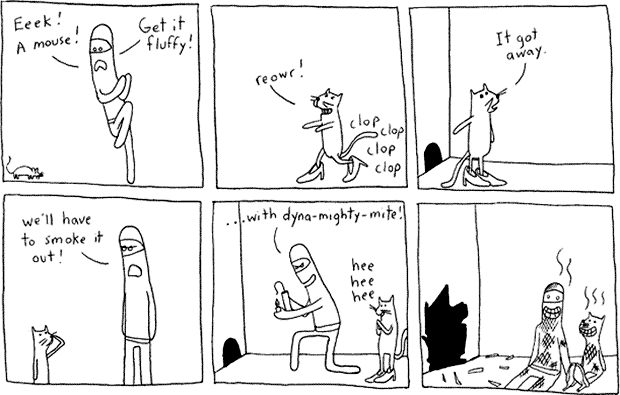 Eeek!
A mouse!
Get it
fluffy!
reowr!
clop
clop
clop
clop
It got
away.
we'll have
to smoke it
out!
...with dyna-mighty-mite!
hee
hee
hee